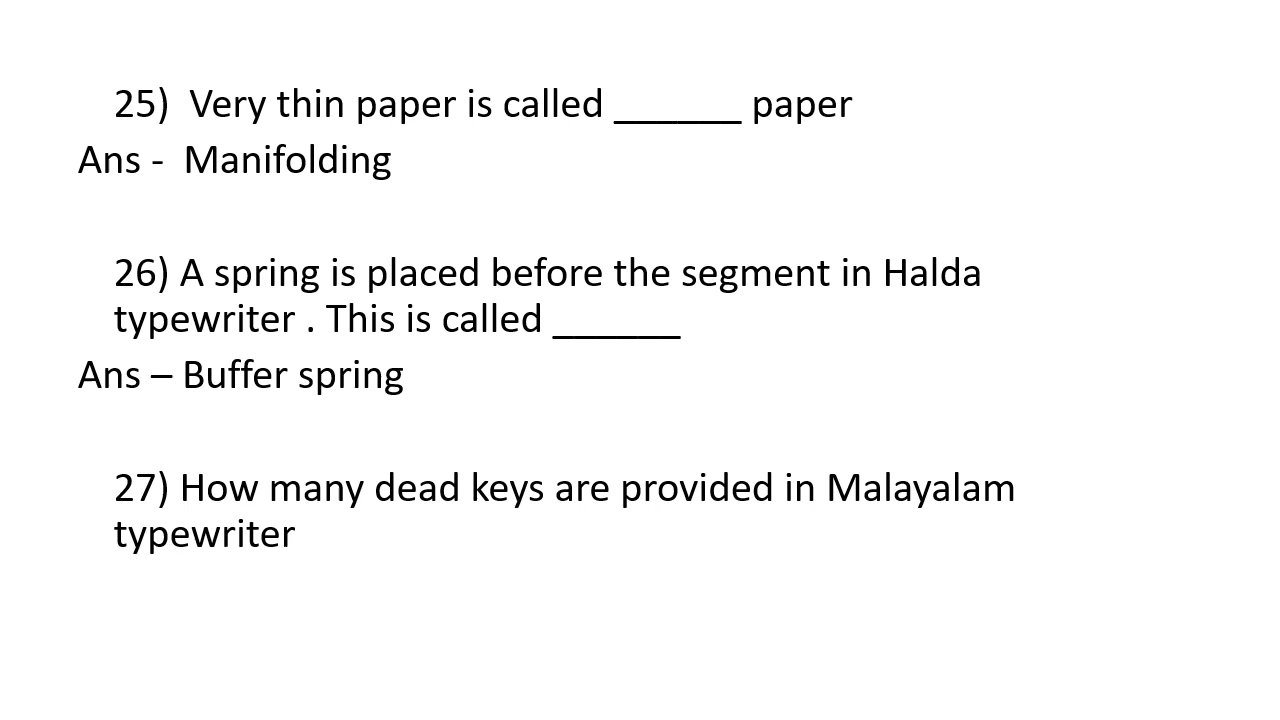 25)  Very thin paper is called ______ paper
Ans -  Manifolding
26) A spring is placed before the segment in Halda
typewriter . This is called ______
Ans – Buffer spring
27) How many dead keys are provided in Malayalam
typewriter